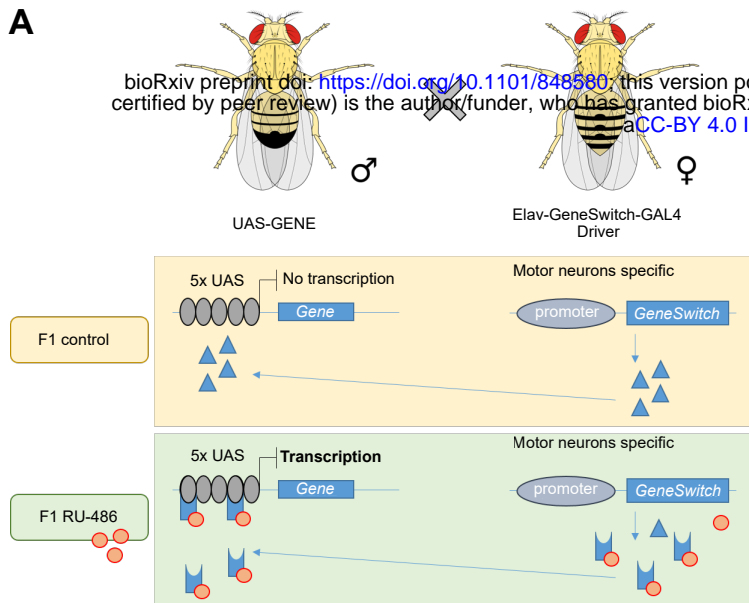 A
bioRxiv preprint doi: https://doi.org/10.1101/848580; this version po
certified by peer review) is the author/funder, who has granted bioRx
aCC-BY 4.0 I
♂
♀
UAS-GENE
Elav-GeneSwitch-GAL4
Driver
5x UAS
No transcription
Motor neurons specific
Gene
promoter
GeneSwitch
F1 control
5x UAS
Transcription
Motor neurons specific
Gene
promoter
GeneSwitch
F1 RU-486